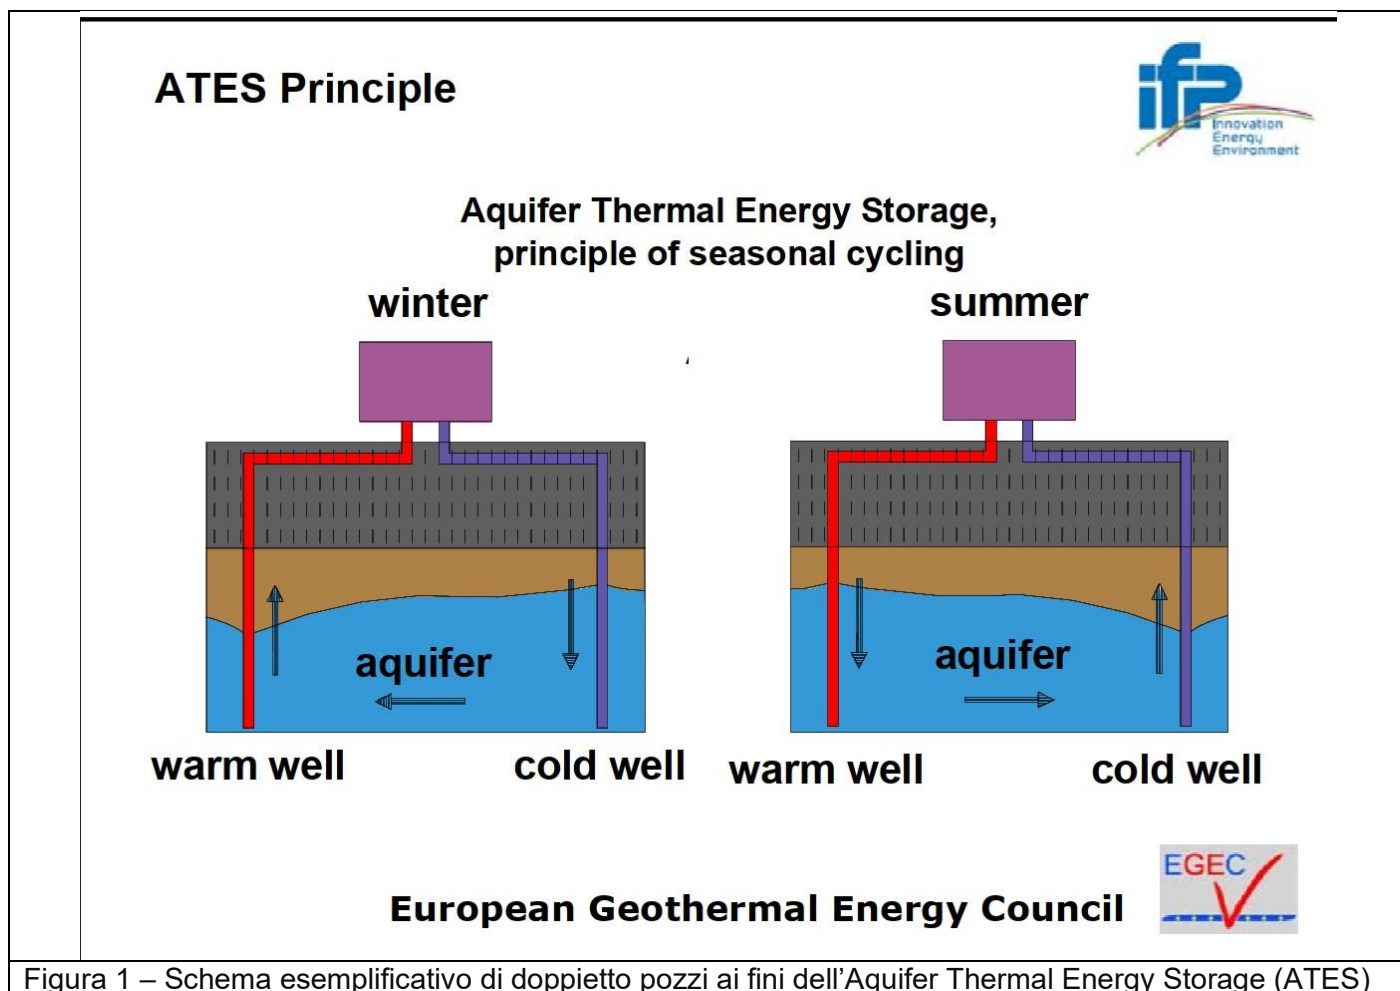 ATES Principle
ifp
Innovation
Energy
Environment
Aquifer Thermal Energy Storage,
principle of seasonal cycling
winter
summer
aquifer
aquifer
warm well
cold well
warm well
cold well
EGEC
European Geothermal Energy Council
Figura 1 – Schema esemplificativo di doppietto pozzi ai fini dell’Aquifer Thermal Energy Storage (ATES)